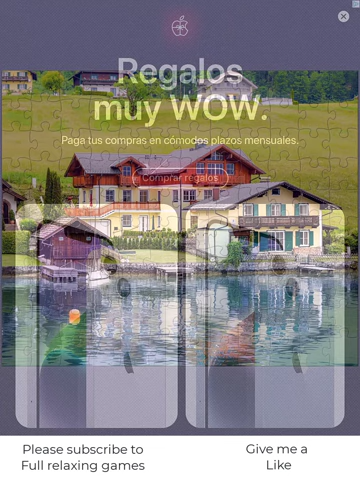 Regalos
muy WOW.
Paga tus compras en cómodos plazos mensuales.
Comprar regalos
Please subscribe to
Full relaxing games
Give me a
Like